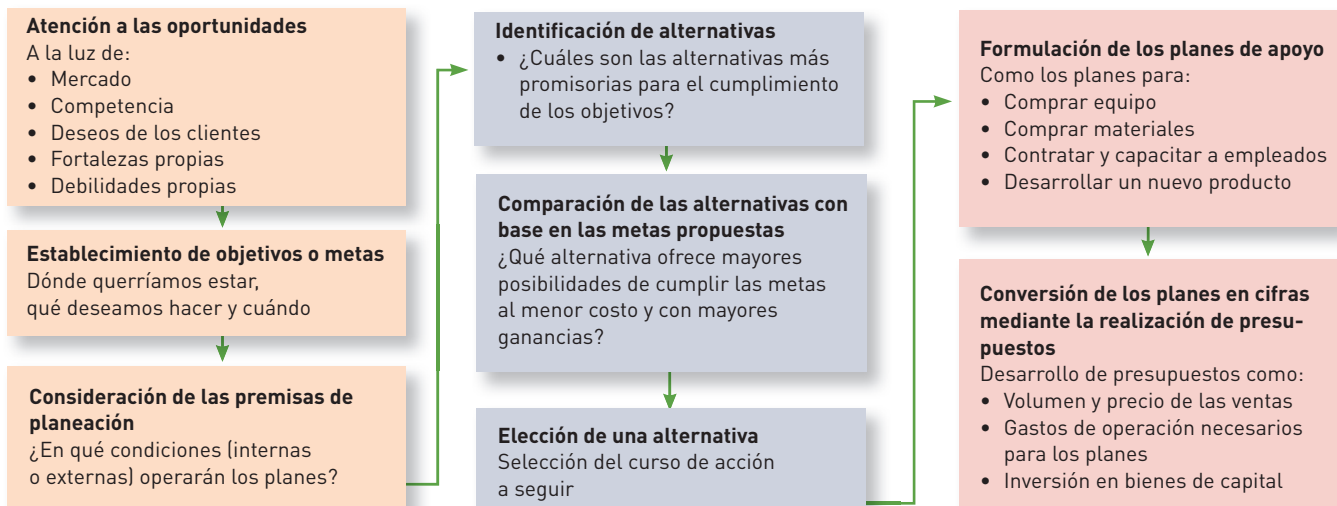 Atención a las oportunidades
A la luz de:
• Mercado
• Competencia
• Deseos de los clientes
• Fortalezas propias
• Debilidades propias
Establecimiento de objetivos o metas
Dónde querríamos estar,
qué deseamos hacer y cuándo
Consideración de las premisas de
planeación
¿En qué condiciones (internas
o externas) operarán los planes?
Identificación de alternativas
• ¿Cuáles son las alternativas más
promisorias para el cumplimiento
de los objetivos?
Comparación de las alternativas con
base en las metas propuestas
¿Qué alternativa ofrece mayores
posibilidades de cumplir las metas
al menor costo y con mayores
ganancias?
Elección de una alternativa
Selección del curso de acción
a seguir
Formulación de los planes de apoyo
Como los planes para:
• Comprar equipo
• Comprar materiales
• Contratar y capacitar a empleados
• Desarrollar un nuevo producto
Conversión de los planes en cifras
mediante la realización de presu-
puestos
Desarrollo de presupuestos como:
• Volumen y precio de las ventas
• Gastos de operación necesarios
para los planes
• Inversión en bienes de capital